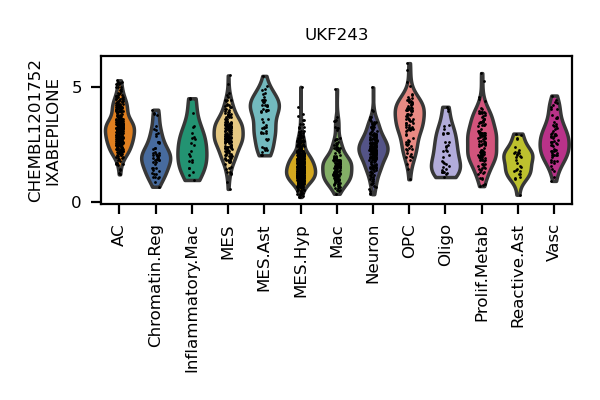 UKF243
CHEMBL1201752
IXABEPILONE
5
0
AC
Chromatin.Reg
Inflammatory.Mac
MES
MES.Ast
MES.Hyp
Mac
Neuron
OPC
Oligo
Prolif.Metab
Reactive.Ast
Vasc